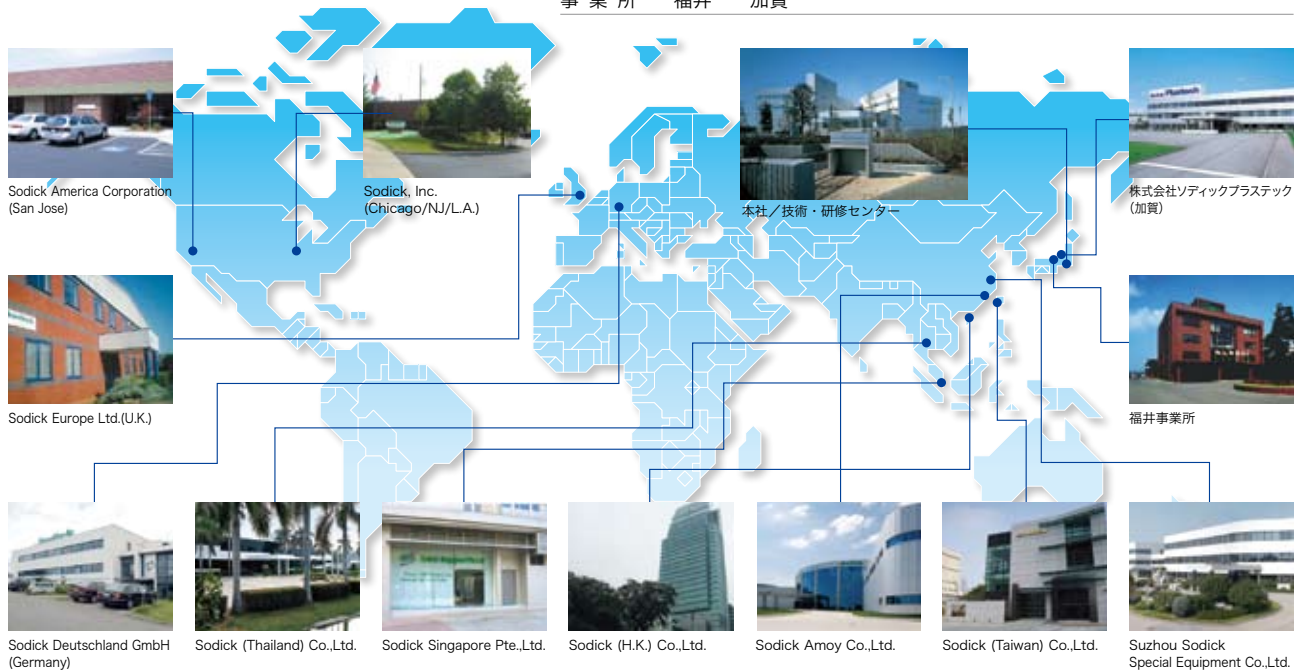 事 業 所 福井 加賀
Sodick America Corporation
(San Jose)
Sodick, Inc.
(Chicago/NJ/L.A.)
本社／技術・研修センター
株式会社ソディックプラステック
(加賀)
Sodick Europe Ltd.(U.K.)
福井事業所
Sodick Deutschland GmbH
(Germany)
Sodick (Thailand) Co.,Ltd.
Sodick Singapore Pte.,Ltd.
Sodick (H.K.) Co.,Ltd.
Sodick Amoy Co.,Ltd.
Sodick (Taiwan) Co.,Ltd.
Suzhou Sodick
Special Equipment Co.,Ltd.